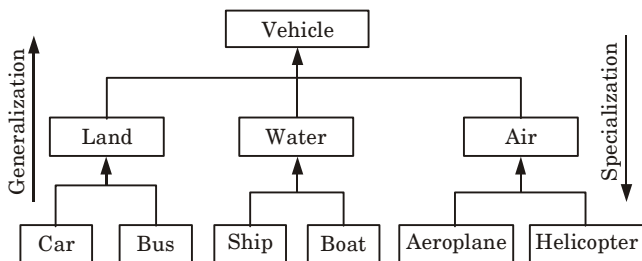 Vehicle
Generalization
Specialization
Land
Water
Air
Car
Bus
Ship
Boat
Aeroplane
Helicopter